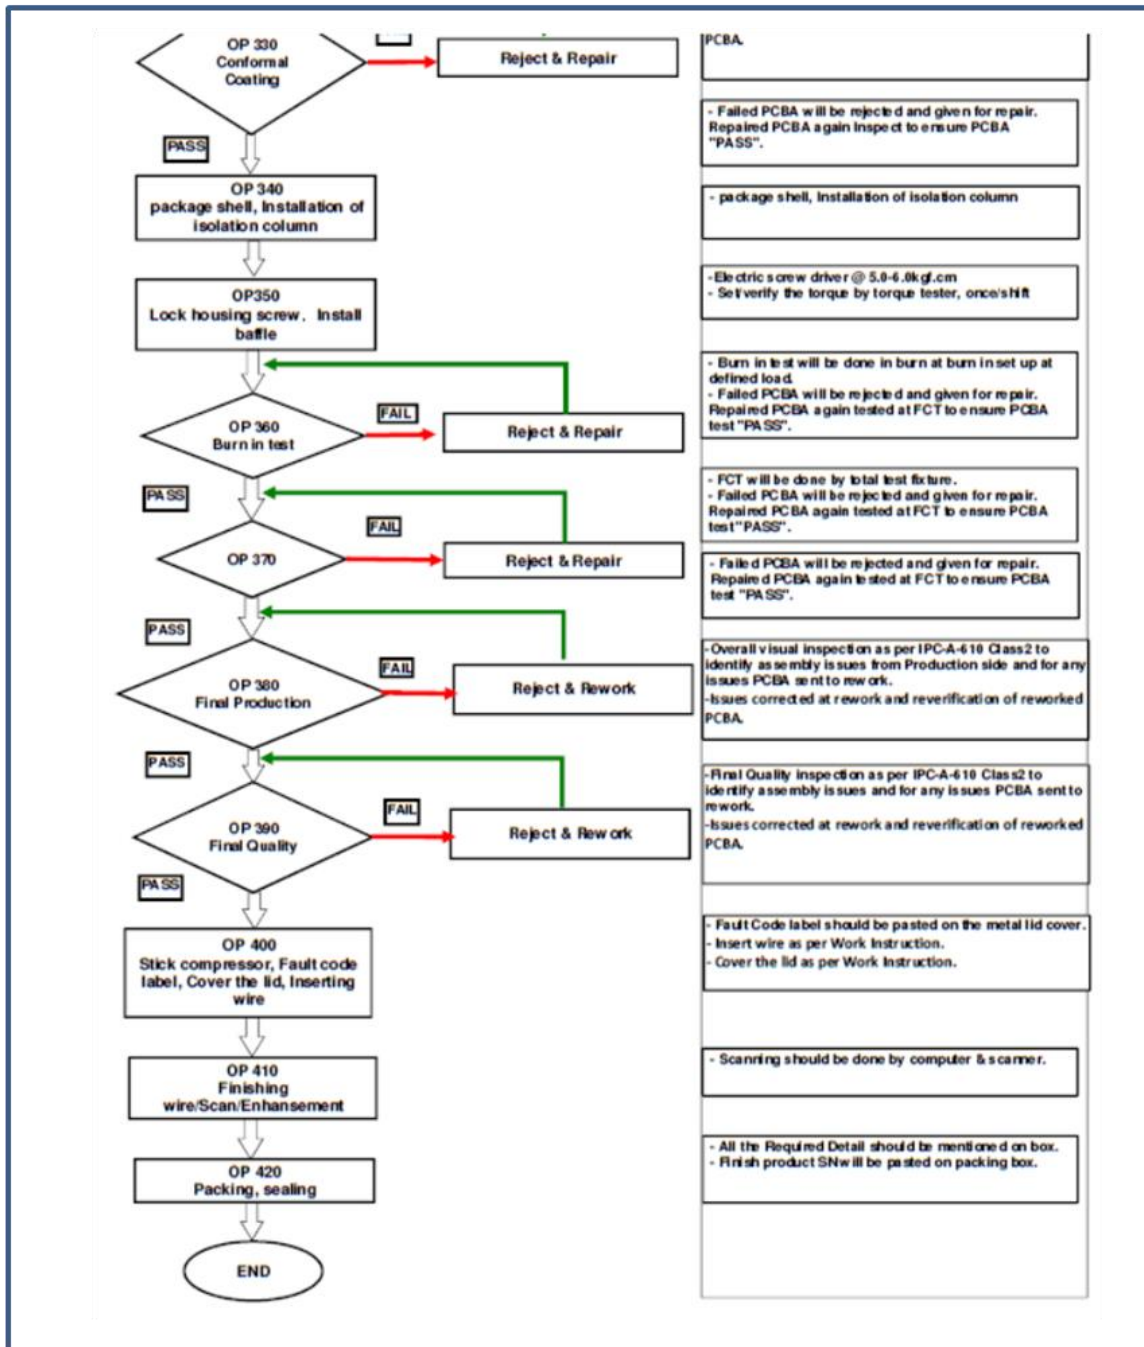 PCBA.
OP 330
Conformal
Coating
Reject & Repair
- Failed PCBA will be rejected and given for repair.
Repaired PCBA again Inspect to ensure PCBA
"PASS".
PASS
OP 340
package shell, Installation of
isolation column
- package shell, Installation of isolation column
OP350
Lock housing screw, Install
baffle
-Electric screw driver @ 5.0-6.0kgf.cm
- Set/verify the torque by torque tester, once/shift
- Burn in test will be done in burn at burn in set up at
defined load.
- Failed PCBA will be rejected and given for repair.
Repaired PCBA again tested at FCT to ensure PCBA
test "PASS".
OP 360
Burn in test
FAIL
Reject & Repair
PASS
- FCT will be done by total test fixture.
- Failed PCBA will be rejected and given for repair.
Repaired PCBA again tested at FCT to ensure PCBA
test "PASS".
OP 370
FAIL
Reject & Repair
- Failed PCBA will be rejected and given for repair.
Repaired PCBA again tested at FCT to ensure PCBA
test "PASS".
PASS
OP 380
Final Production
FAIL
Reject & Rework
-Overall visual inspection as per IPC-A-610 Class2 to
identify assembly issues from Production side and for any
issues PCBA sent to rework.
-Issues corrected at rework and reverification of reworked
PCBA.
PASS
OP 390
Final Quality
FAIL
Reject & Rework
-Final Quality inspection as per IPC-A-610 Class2 to
identify assembly issues and for any issues PCBA sent to
rework.
-Issues corrected at rework and reverification of reworked
PCBA.
PASS
OP 400
Stick compressor, Fault code
label, Cover the lid, Inserting
wire
- Fault Code label should be pasted on the metal lid cover.
- Insert wire as per Work Instruction.
- Cover the lid as per Work Instruction.
OP 410
Finishing
wire/Scan/Enhansement
- Scanning should be done by computer & scanner.
OP 420
Packing, sealing
- All the Required Detail should be mentioned on box.
- Finish product SN will be pasted on packing box.
END